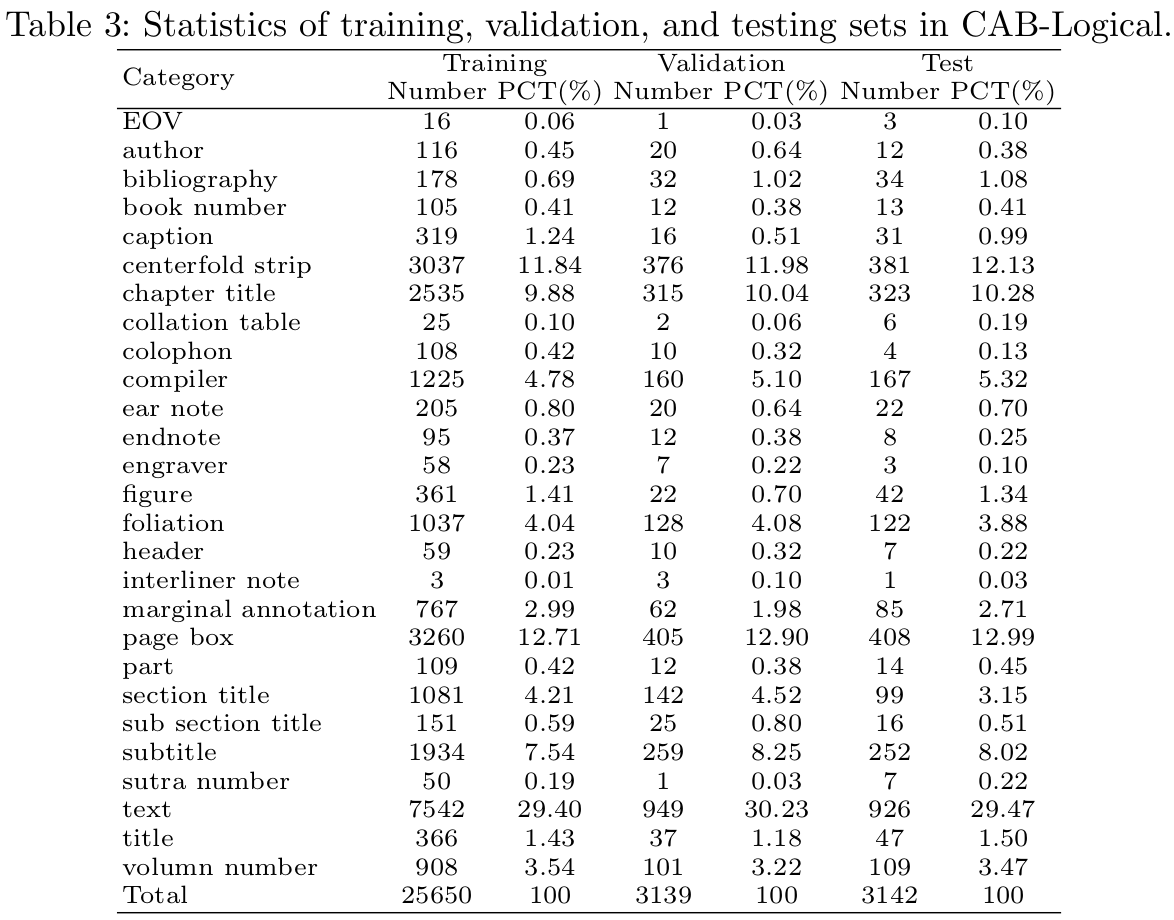 Table 3: Statistics of training, validation, and testing sets in CAB-Logical.
Category Training Validation Test
Number PCT(%) Number PCT(%) Number PCT(%)
EOV 16 0.06 1 0.03 3 0.10
author 116 0.45 20 0.64 12 0.38
bibliography 178 0.69 32 1.02 34 1.08
book number 105 0.41 12 0.38 13 0.41
caption 319 1.24 16 0.51 31 0.99
centerfold strip 3037 11.84 376 11.98 381 12.13
chapter title 2535 9.88 315 10.04 323 10.28
collation table 25 0.10 2 0.06 6 0.19
colophon 108 0.42 10 0.32 4 0.13
compiler 1225 4.78 160 5.10 167 5.32
ear note 205 0.80 20 0.64 22 0.70
endnote 95 0.37 12 0.38 8 0.25
engraver 58 0.23 7 0.22 3 0.10
figure 361 1.41 22 0.70 42 1.34
foliation 1037 4.04 128 4.08 122 3.88
header 59 0.23 10 0.32 7 0.22
interliner note 3 0.01 3 0.10 1 0.03
marginal annotation 767 2.99 62 1.98 85 2.71
page box 3260 12.71 405 12.90 408 12.99
part 109 0.42 12 0.38 14 0.45
section title 1081 4.21 142 4.52 99 3.15
sub section title 151 0.59 25 0.80 16 0.51
subtitle 1934 7.54 259 8.25 252 8.02
sutra number 50 0.19 1 0.03 7 0.22
text 7542 29.40 949 30.23 926 29.47
title 366 1.43 37 1.18 47 1.50
volumn number 908 3.54 101 3.22 109 3.47
Total 25650 100 3139 100 3142 100